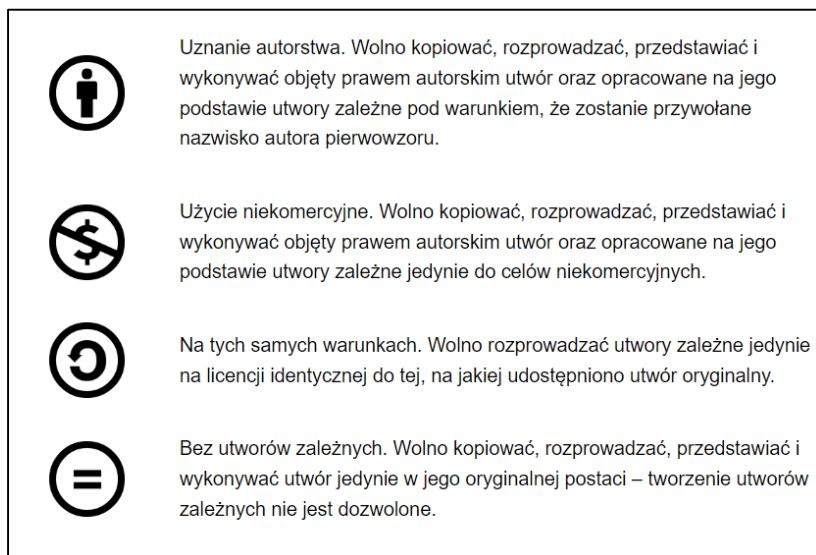 Uznanie autorstwa. Wolno kopiować, rozprowadzać, przedstawiać i
wykonywać objęty prawem autorskim utwór oraz opracowane na jego
podstawie utwory zależne pod warunkiem, że zostanie przywołane
nazwisko autora pierwowzoru.
Użycie niekomercyjne. Wolno kopiować, rozprowadzać, przedstawiać i
wykonywać objęty prawem autorskim utwór oraz opracowane na jego
podstawie utwory zależne jedynie do celów niekomercyjnych.
Na tych samych warunkach. Wolno rozprowadzać utwory zależne jedynie
na licencji identycznej do tej, na jakiej udostępniono utwór oryginalny.
Bez utworów zależnych. Wolno kopiować, rozprowadzać, przedstawiać i
wykonywać utwór jedynie w jego oryginalnej postaci – tworzenie utworów
zależnych nie jest dozwolone.